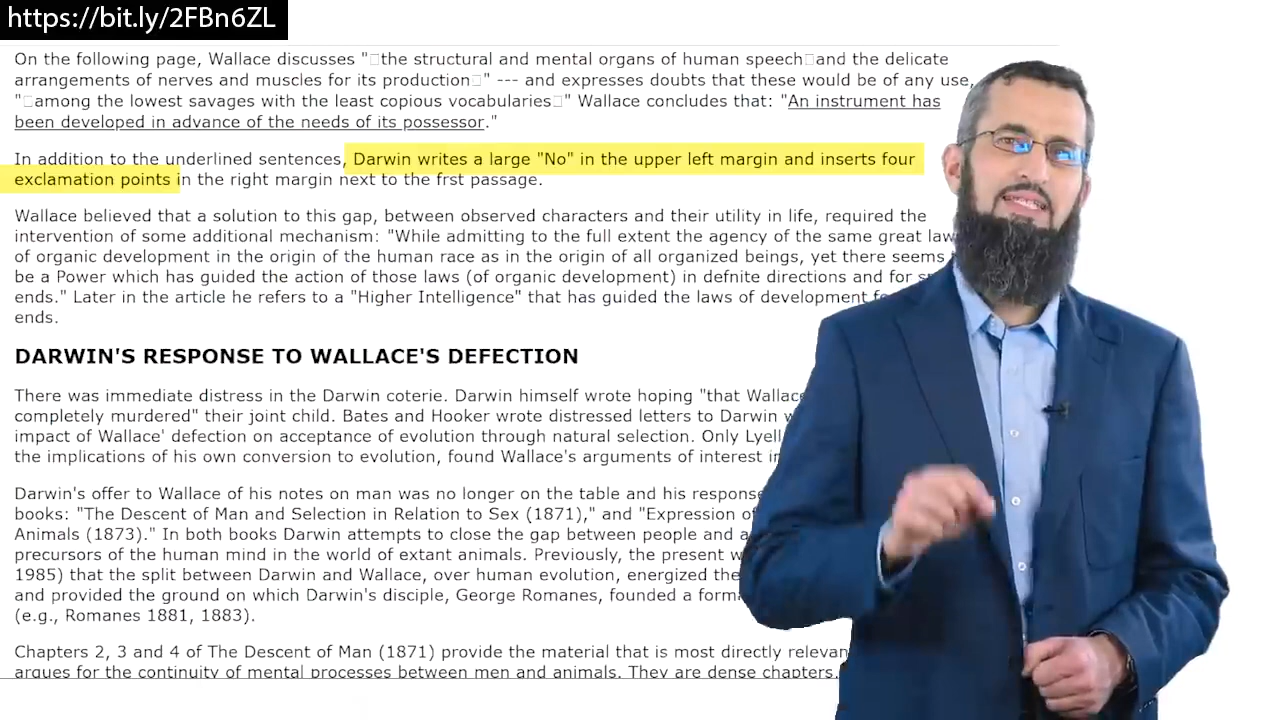 https://bit.ly/2FBn6ZL
On the following page, Wallace discusses "□the structural and mental organs of human speech□and the delicate
arrangements of nerves and muscles for its production□" --- and expresses doubts that these would be of any use,
"□among the lowest savages with the least copious vocabularies□" Wallace concludes that: "An instrument has
been developed in advance of the needs of its possessor."
In addition to the underlined sentences, Darwin writes a large "No" in the upper left margin and inserts four
exclamation points in the right margin next to the frst passage.
Wallace believed that a solution to this gap, between observed characters and their utility in life, required the
intervention of some additional mechanism: "While admitting to the full extent the agency of the same great law
of organic development in the origin of the human race as in the origin of all organized beings, yet there seems
be a Power which has guided the action of those laws (of organic development) in defnite directions and for
ends." Later in the article he refers to a "Higher Intelligence" that has guided the laws of development
ends.
DARWIN'S RESPONSE TO WALLACE'S DEFECTION
There was immediate distress in the Darwin coterie. Darwin himself wrote hoping "that Wallace
completely murdered" their joint child. Bates and Hooker wrote distressed letters to Darwin
impact of Wallace' defection on acceptance of evolution through natural selection. Only Lyell
the implications of his own conversion to evolution, found Wallace's arguments of interest
Darwin's offer to Wallace of his notes on man was no longer on the table and his response
books: "The Descent of Man and Selection in Relation to Sex (1871)," and "Expression of
Animals (1873)." In both books Darwin attempts to close the gap between people and
precursors of the human mind in the world of extant animals. Previously, the present
1985) that the split between Darwin and Wallace, over human evolution, energized the
and provided the ground on which Darwin's disciple, George Romanes, founded a
(e.g., Romanes 1881, 1883).
Chapters 2, 3 and 4 of The Descent of Man (1871) provide the material that is most directly
argues for the continuity of mental processes between men and animals. They are dense chapters.